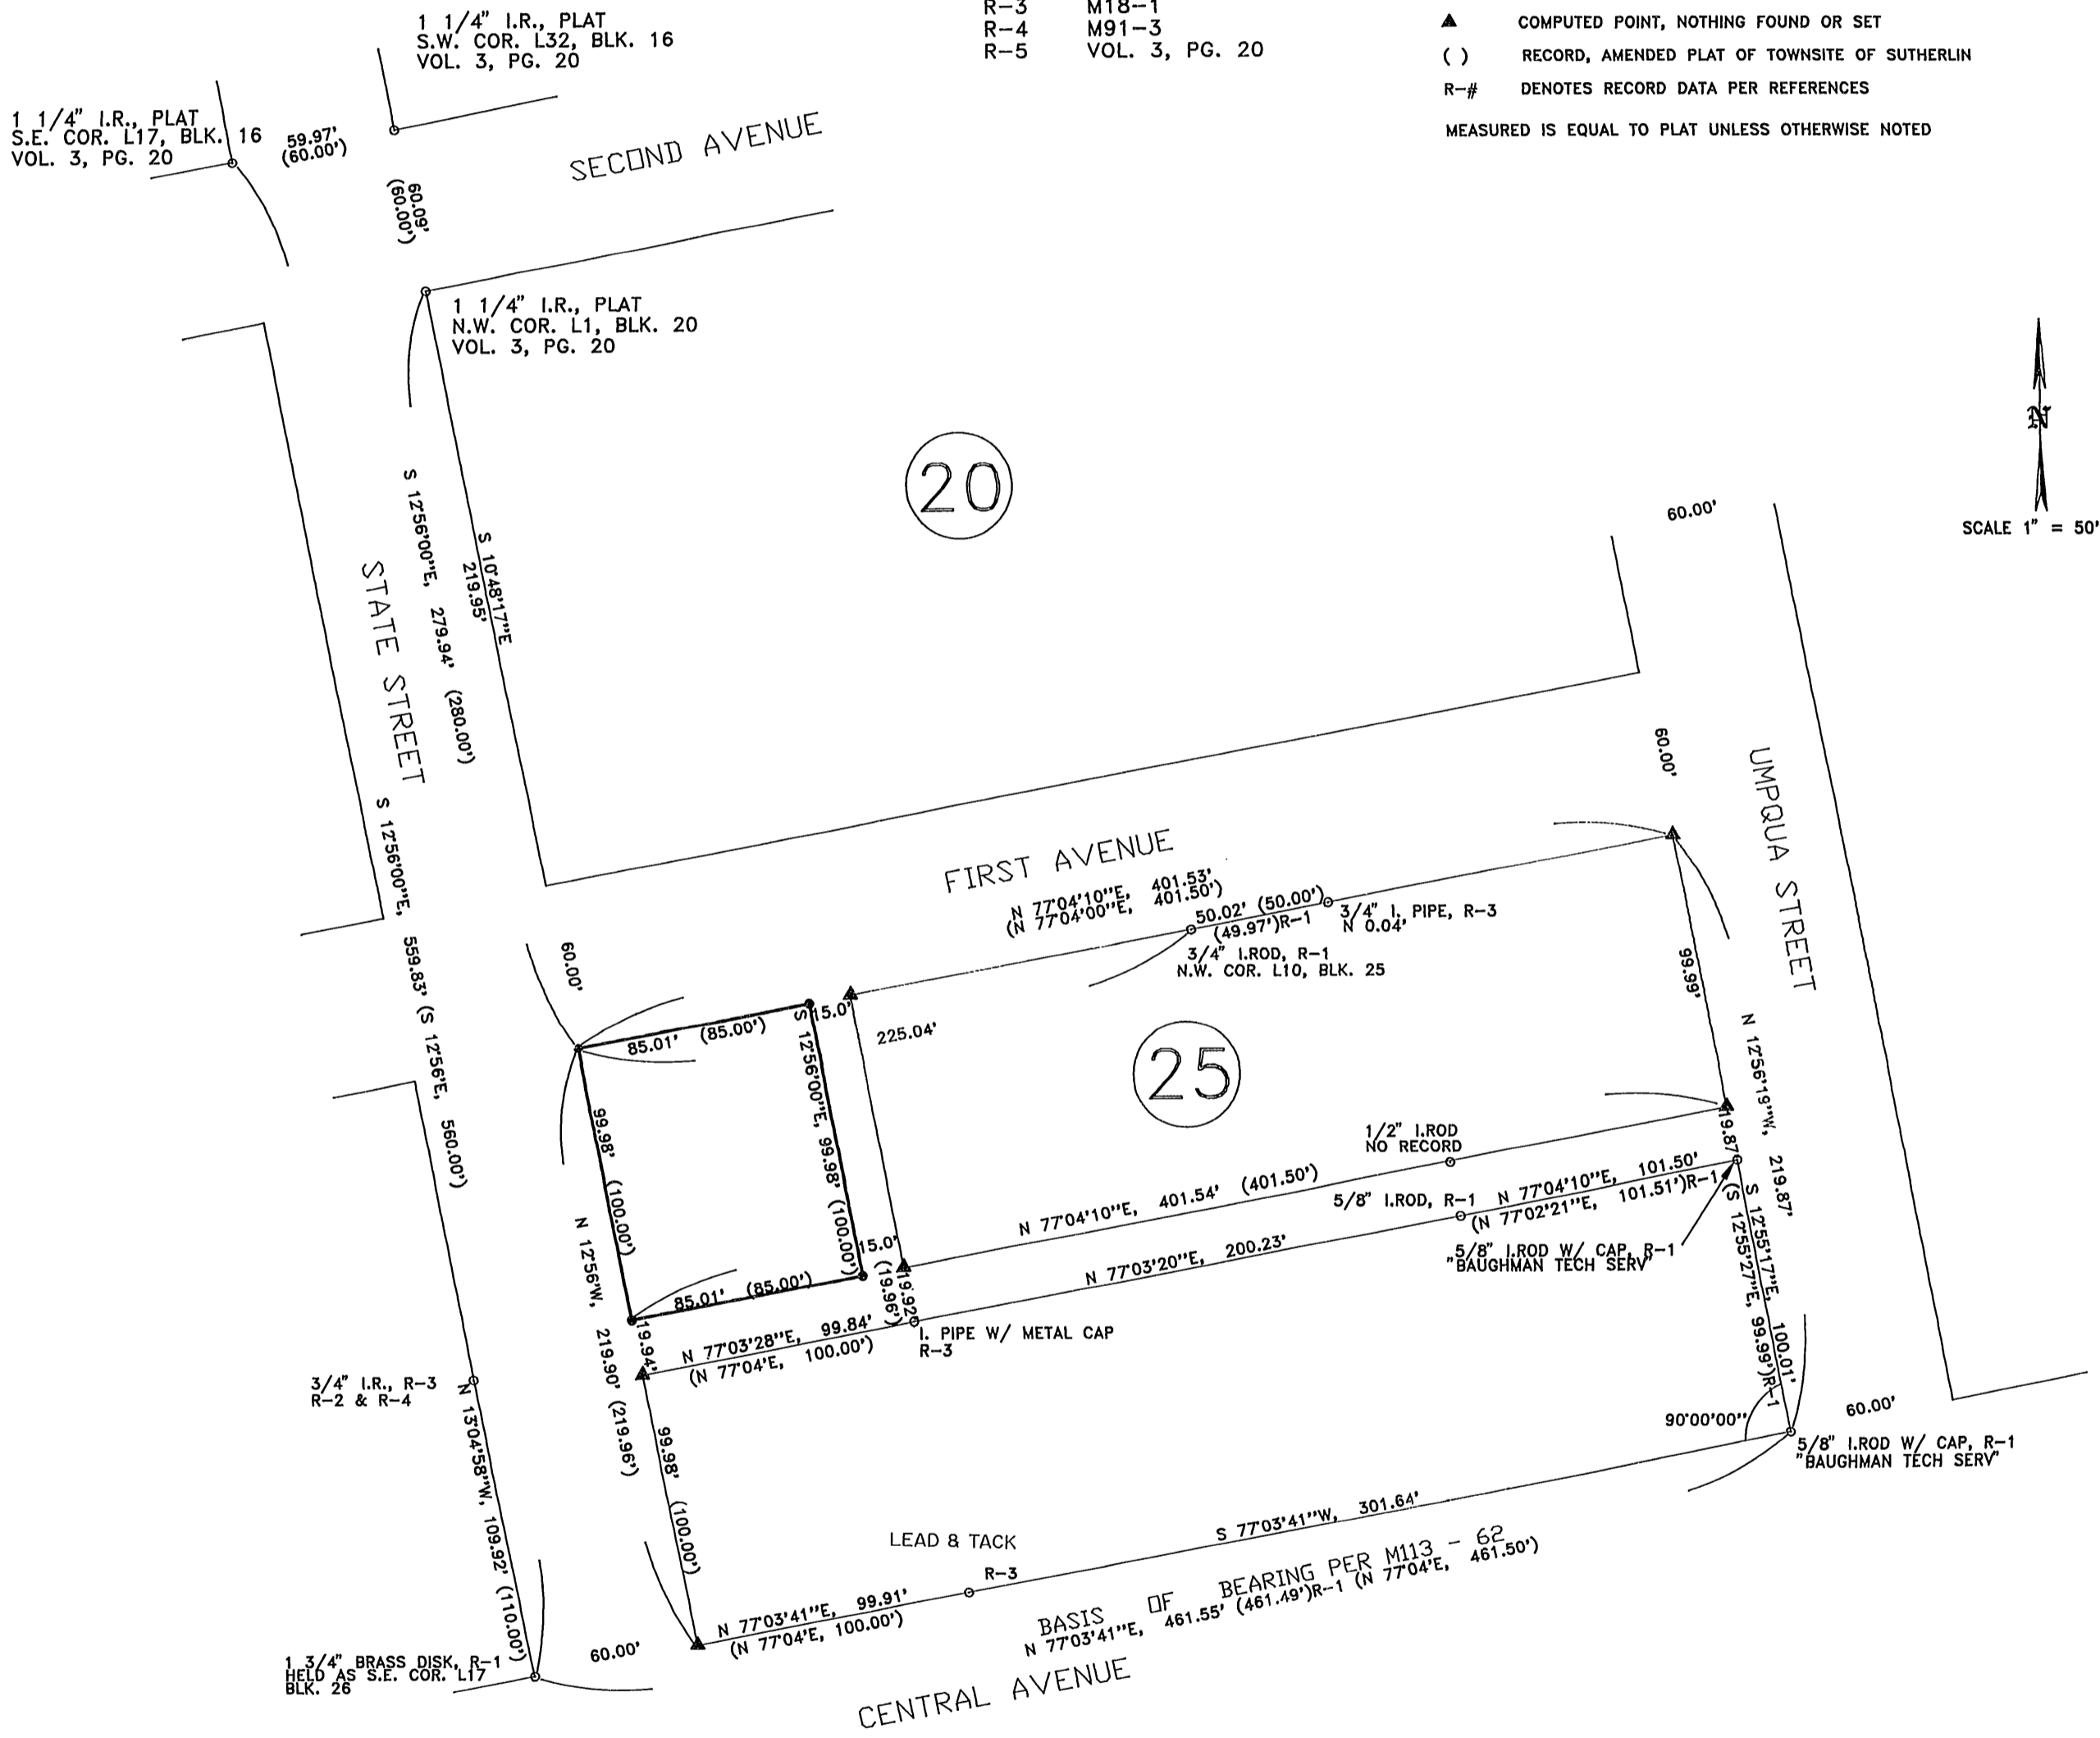 R-3 M18-1
R-4 M91-3
R-5 VOL. 3, PG. 20
▲ COMPUTED POINT, NOTHING FOUND OR SET
( ) RECORD, AMENDED PLAT OF TOWNSITE OF SUTHERLIN
R-# DENOTES RECORD DATA PER REFERENCES
MEASURED IS EQUAL TO PLAT UNLESS OTHERWISE NOTED
1 1/4" I.R., PLAT
S.W. COR. L32, BLK. 16
VOL. 3, PG. 20
1 1/4" I.R., PLAT
S.E. COR. L17, BLK. 16
VOL. 3, PG. 20
59.97'
(60.00')
SECOND AVENUE
60.09'
(60.00')
1 1/4" I.R., PLAT
N.W. COR. L1, BLK. 20
VOL. 3, PG. 20
N
SCALE 1" = 50'
20
60.00'
S 12°56'00"E, 279.94' (280.00')
S 10°48'17"E
219.95'
STATE STREET
S 12°56'00"E, 559.83' (S 12°56'E, 560.00')
60.00'
UMPQUA STREET
FIRST AVENUE
N 77°04'10"E, 401.53'
(N 77°04'00"E, 401.50')
50.02' (50.00')
(49.97')R-1
3/4" I. PIPE, R-3
N 0.04'
3/4" I.ROD, R-1
N.W. COR. L10, BLK. 25
60.00'
99.99'
85.01' (85.00')
15.0'
225.04'
25
S 12°56'00"E, 99.98' (100.00')
99.98' (100.00')
N 12°56'19"W, 219.87'
1/2" I.ROD
NO RECORD
19.87'
N 77°04'10"E, 401.54' (401.50')
5/8" I.ROD, R-1
N 77°04'10"E, 101.50'
(N 77°02'21"E, 101.51')R-1
15.0'
N 77°03'20"E, 200.23'
5/8" I.ROD W/ CAP, R-1
"BAUGHMAN TECH SERV"
S 12°55'17"E, 100.01'
(S 12°55'27"E, 99.99')R-1
85.01' (85.00')
19.92'
(19.96')
I. PIPE W/ METAL CAP
R-3
19.94'
N 77°03'28"E, 99.84'
(N 77°04'E, 100.00')
N 12°56'W, 219.90' (219.96')
3/4" I.R., R-3
R-2 & R-4
N 13°04'58"W, 109.92' (110.00')
99.98' (100.00')
90°00'00"
60.00'
5/8" I.ROD W/ CAP, R-1
"BAUGHMAN TECH SERV"
S 77°03'41"W, 301.64'
LEAD & TACK
R-3
N 77°03'41"E, 99.91'
(N 77°04'E, 100.00')
BASIS OF BEARING PER M113 - 62
N 77°03'41"E, 461.55' (461.49')R-1 (N 77°04'E, 461.50')
60.00'
1 3/4" BRASS DISK, R-1
HELD AS S.E. COR. L17
BLK. 26
CENTRAL AVENUE